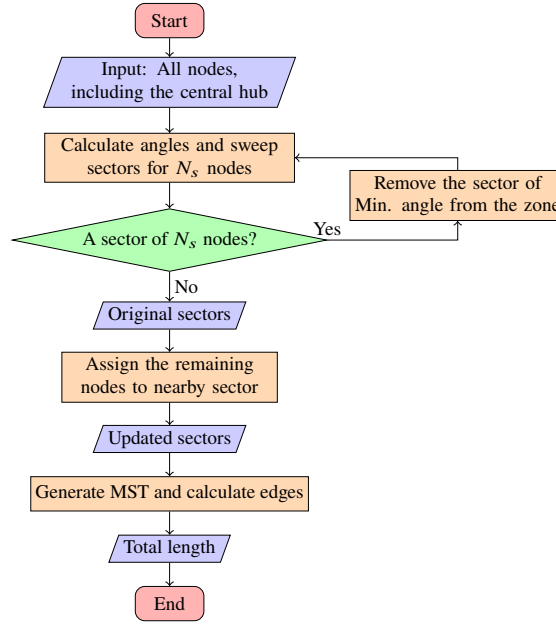 Start
Input: All nodes,
including the central hub
Calculate angles and sweep
sectors for N_s nodes
Remove the sector of
Min. angle from the zone
A sector of N_s nodes?
Yes
No
Original sectors
Assign the remaining
nodes to nearby sector
Updated sectors
Generate MST and calculate edges
Total length
End